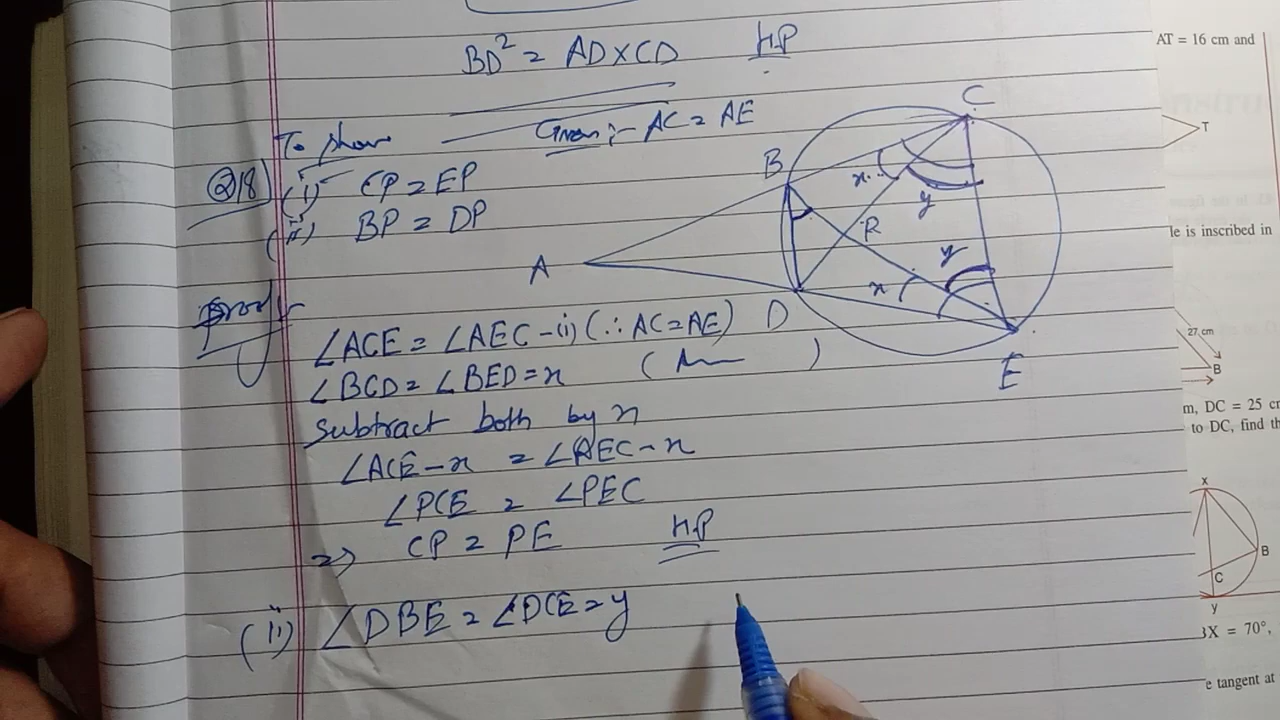 BD² = AD×CD H.P
To show Given:- AC = AE
Q18) (i) CP = EP
(ii) BP = DP
Proof
∠ACE = ∠AEC - (i) (∵ AC = AE)
∠BCD = ∠BED = x ( )
Subtract both by x
∠ACE - x = ∠AEC - x
∠PCE = ∠PEC
=> CP = PE H.P
(ii) ∠DBE = ∠DCE = y
A
B
C
D
E
x
y
y
x
AT = 16 cm and
T
le is inscribed in
27 cm
B
m, DC = 25 cr
to DC, find th
X
B
C
y
3X = 70°,
e tangent at